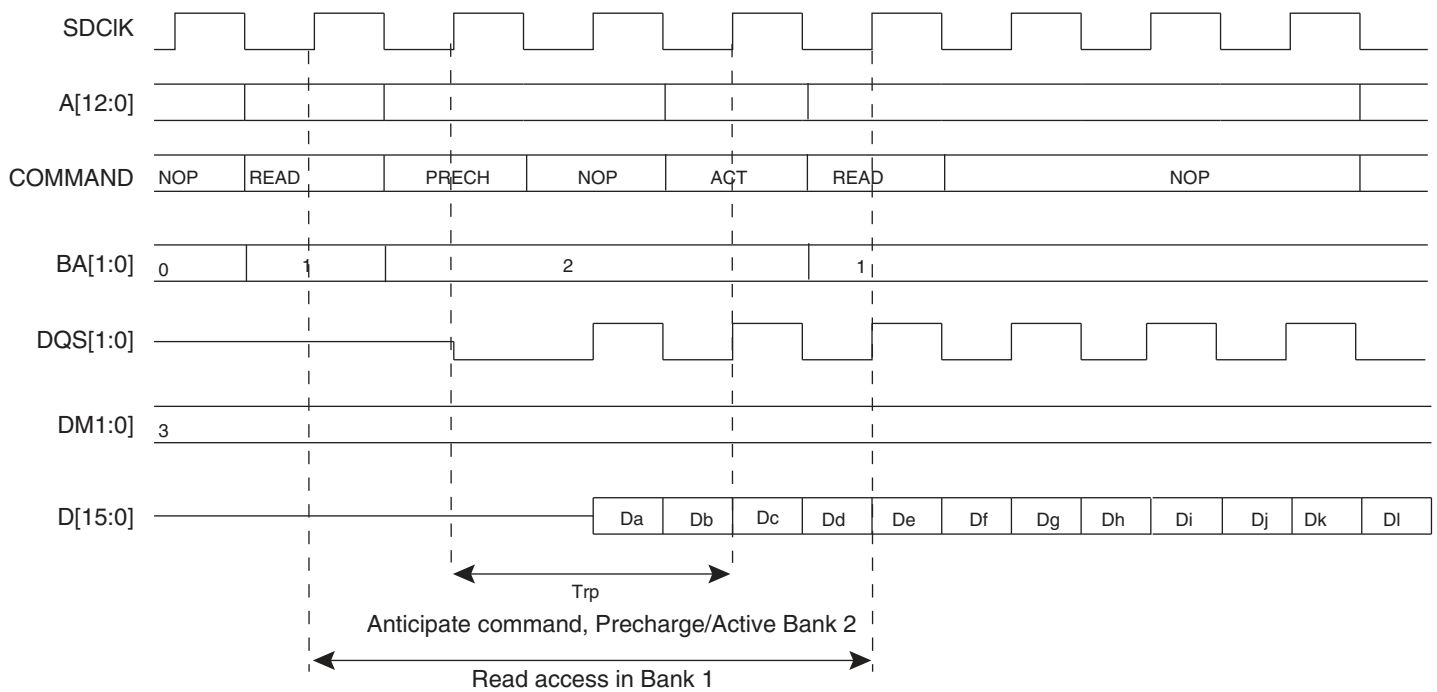 SDClK
A[12:0]
COMMAND NOP READ PRECH NOP ACT READ NOP
BA[1:0] 0 1 2 1
DQS[1:0]
DM1:0] 3
D[15:0] Da Db Dc Dd De Df Dg Dh Di Dj Dk Dl
Trp
Anticipate command, Precharge/Active Bank 2
Read access in Bank 1